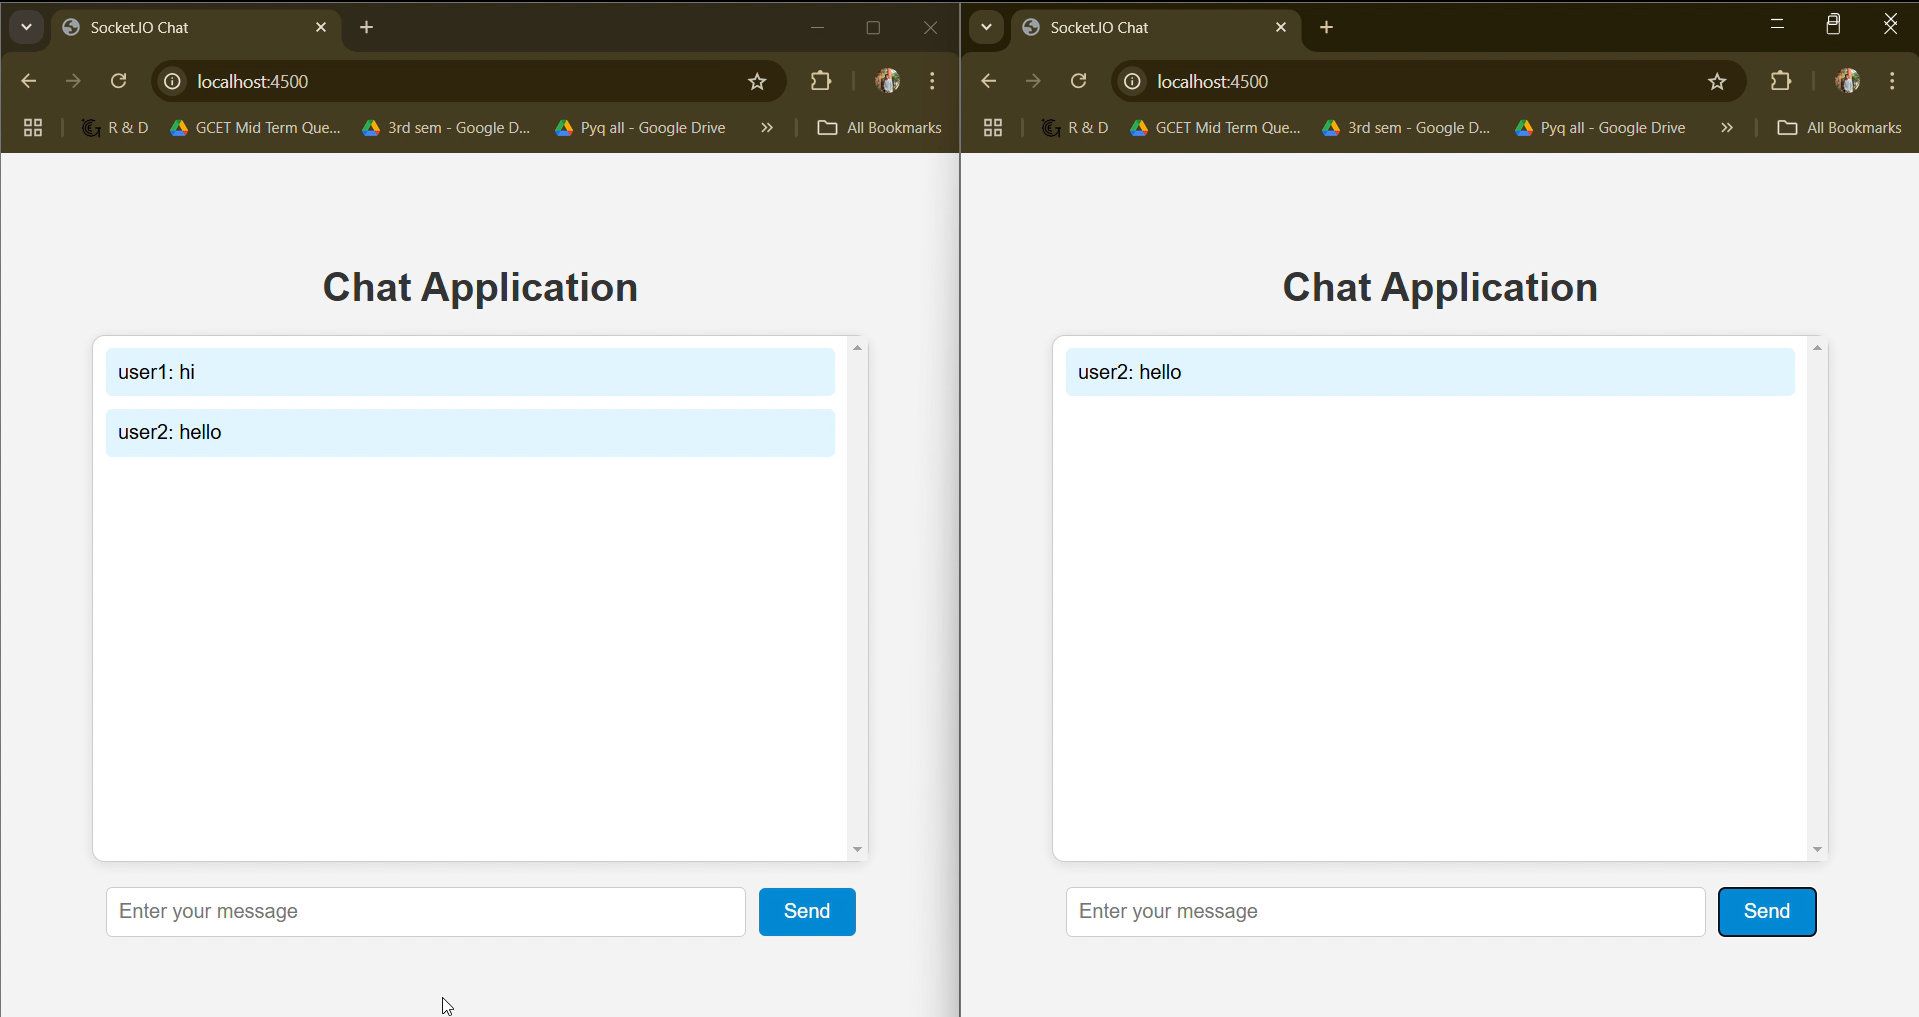 Socket.IO Chat
localhost:4500
R & D
GCET Mid Term Que...
3rd sem - Google D...
Pyq all - Google Drive
All Bookmarks
Chat Application
user1: hi
user2: hello
Enter your message
Send
Socket.IO Chat
localhost:4500
R & D
GCET Mid Term Que...
3rd sem - Google D...
Pyq all - Google Drive
All Bookmarks
Chat Application
user2: hello
Enter your message
Send